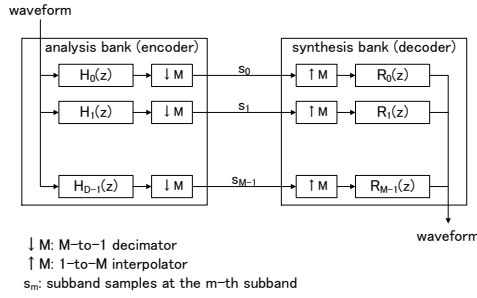 waveform
analysis bank (encoder)
synthesis bank (decoder)
H0(z) ↓M s0 ↑M R0(z)
H1(z) ↓M s1 ↑M R1(z)
HD−1(z) ↓M sM−1 ↑M RM−1(z)
waveform
↓M: M−to−1 decimator
↑M: 1−to−M interpolator
sm: subband samples at the m−th subband